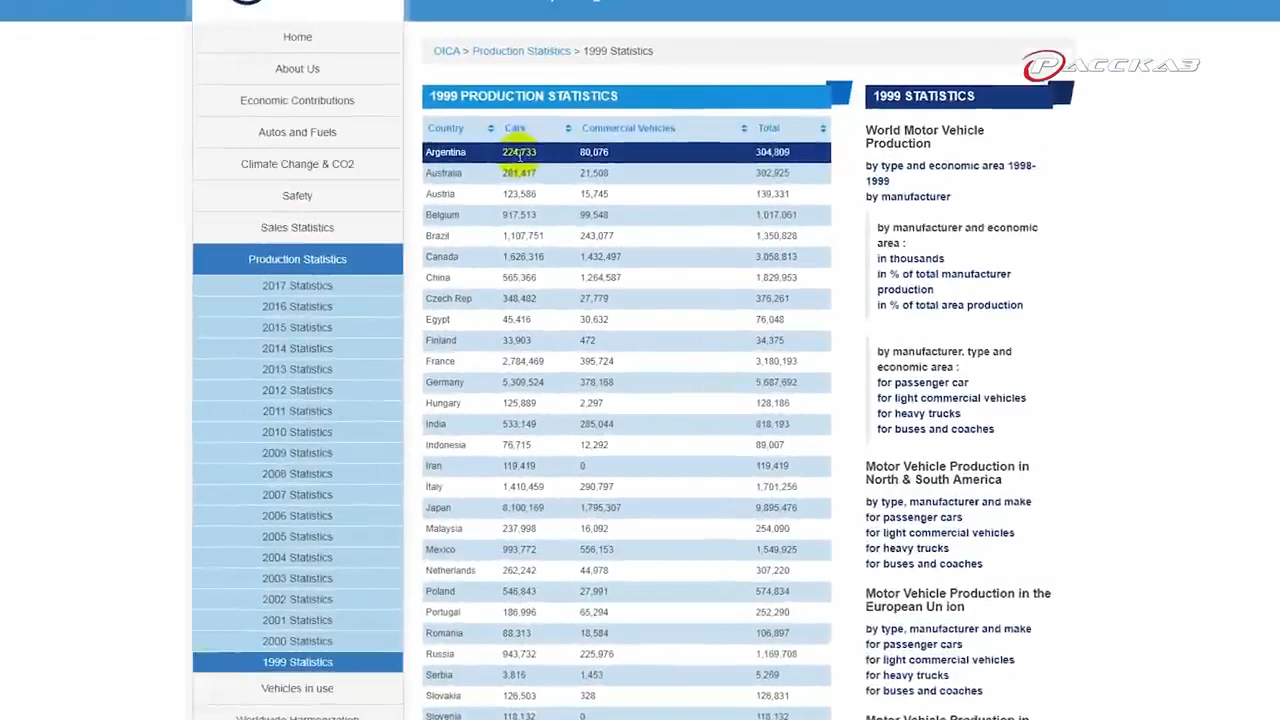 Home
About Us
Economic Contributions
Autos and Fuels
Climate Change & CO2
Safety
Sales Statistics
Production Statistics
2017 Statistics
2016 Statistics
2015 Statistics
2014 Statistics
2013 Statistics
2012 Statistics
2011 Statistics
2010 Statistics
2009 Statistics
2008 Statistics
2007 Statistics
2006 Statistics
2005 Statistics
2004 Statistics
2003 Statistics
2002 Statistics
2001 Statistics
2000 Statistics
1999 Statistics
Vehicles in use
OICA > Production Statistics > 1999 Statistics
РАССКАЗ
1999 PRODUCTION STATISTICS
Country Cars Commercial Vehicles Total
Argentina 224,733 80,076 304,809
Australia 281,417 21,508 302,925
Austria 123,586 15,745 139,331
Belgium 917,513 99,548 1,017,061
Brazil 1,107,751 243,077 1,350,828
Canada 1,626,316 1,432,497 3,058,813
China 565,366 1,264,587 1,829,953
Czech Rep 348,482 27,779 376,261
Egypt 45,416 30,632 76,048
Finland 33,903 472 34,375
France 2,784,469 395,724 3,180,193
Germany 5,309,524 378,168 5,687,692
Hungary 125,889 2,297 128,186
India 533,149 285,044 818,193
Indonesia 76,715 12,292 89,007
Iran 119,419 0 119,419
Italy 1,410,459 290,797 1,701,256
Japan 8,100,169 1,795,307 9,895,476
Malaysia 237,998 16,092 254,090
Mexico 993,772 556,153 1,549,925
Netherlands 262,242 44,978 307,220
Poland 546,843 27,991 574,834
Portugal 186,996 65,294 252,290
Romania 88,313 18,584 106,897
Russia 943,732 225,976 1,169,708
Serbia 3,816 1,453 5,269
Slovakia 126,503 328 126,831
Slovenia 118,132 0 118,132
1999 STATISTICS
World Motor Vehicle
Production
by type and economic area 1998-
1999
by manufacturer
by manufacturer and economic
area :
in thousands
in % of total manufacturer
production
in % of total area production
by manufacturer, type and
economic area :
for passenger car
for light commercial vehicles
for heavy trucks
for buses and coaches
Motor Vehicle Production in
North & South America
by type, manufacturer and make
for passenger cars
for light commercial vehicles
for heavy trucks
for buses and coaches
Motor Vehicle Production in the
European Un ion
by type, manufacturer and make
for passenger cars
for light commercial vehicles
for heavy trucks
for buses and coaches
Motor Vehicle Production in